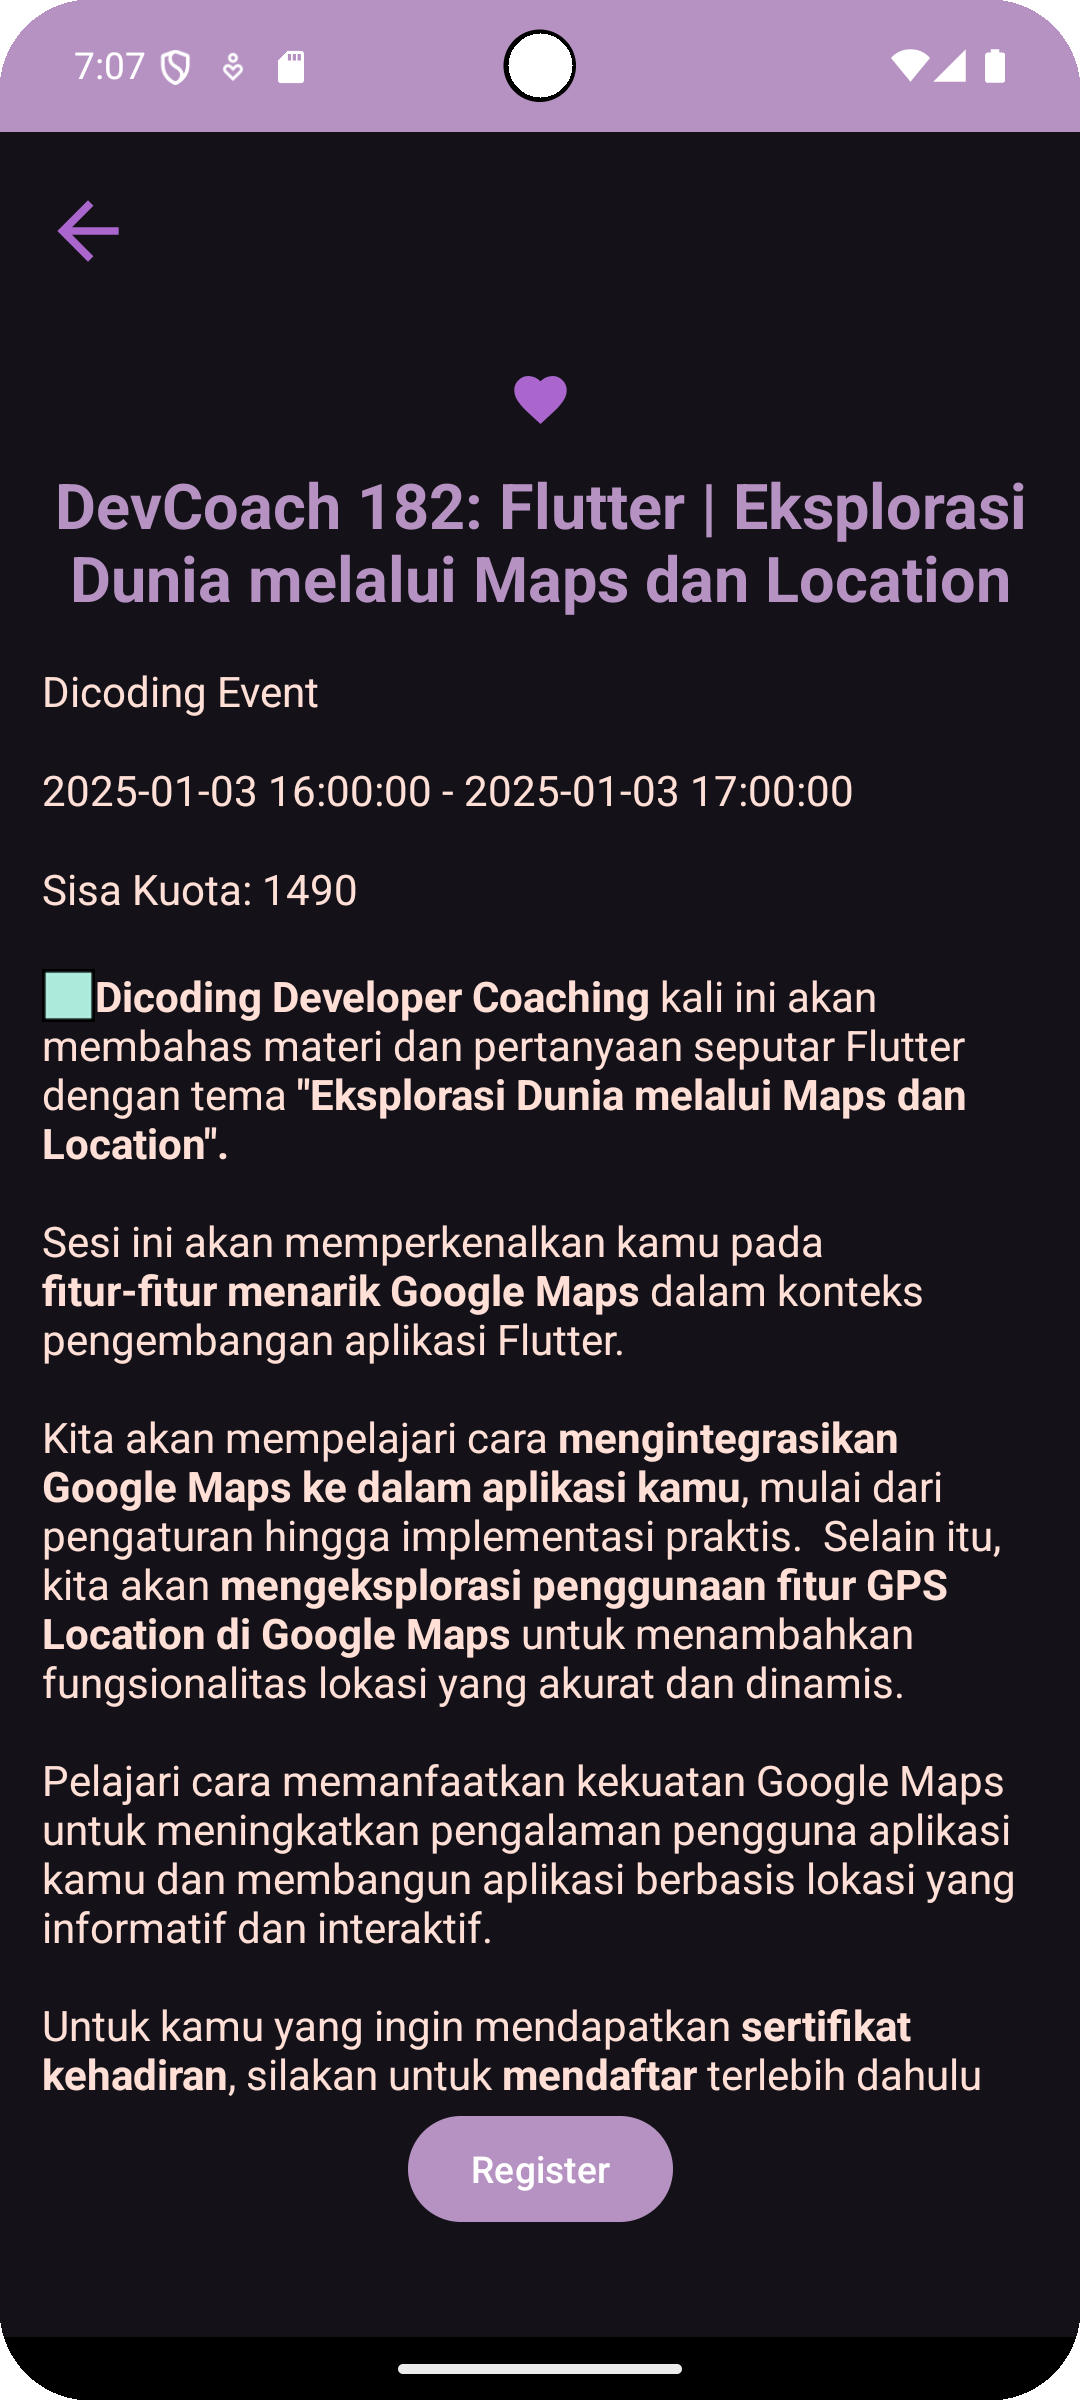 7:07
DevCoach 182: Flutter | Eksplorasi
Dunia melalui Maps dan Location
Dicoding Event
2025-01-03 16:00:00 - 2025-01-03 17:00:00
Sisa Kuota: 1490
Dicoding Developer Coaching kali ini akan
membahas materi dan pertanyaan seputar Flutter
dengan tema "Eksplorasi Dunia melalui Maps dan
Location".
Sesi ini akan memperkenalkan kamu pada
fitur-fitur menarik Google Maps dalam konteks
pengembangan aplikasi Flutter.
Kita akan mempelajari cara mengintegrasikan
Google Maps ke dalam aplikasi kamu, mulai dari
pengaturan hingga implementasi praktis.  Selain itu,
kita akan mengeksplorasi penggunaan fitur GPS
Location di Google Maps untuk menambahkan
fungsionalitas lokasi yang akurat dan dinamis.
Pelajari cara memanfaatkan kekuatan Google Maps
untuk meningkatkan pengalaman pengguna aplikasi
kamu dan membangun aplikasi berbasis lokasi yang
informatif dan interaktif.
Untuk kamu yang ingin mendapatkan sertifikat
kehadiran, silakan untuk mendaftar terlebih dahulu
Register